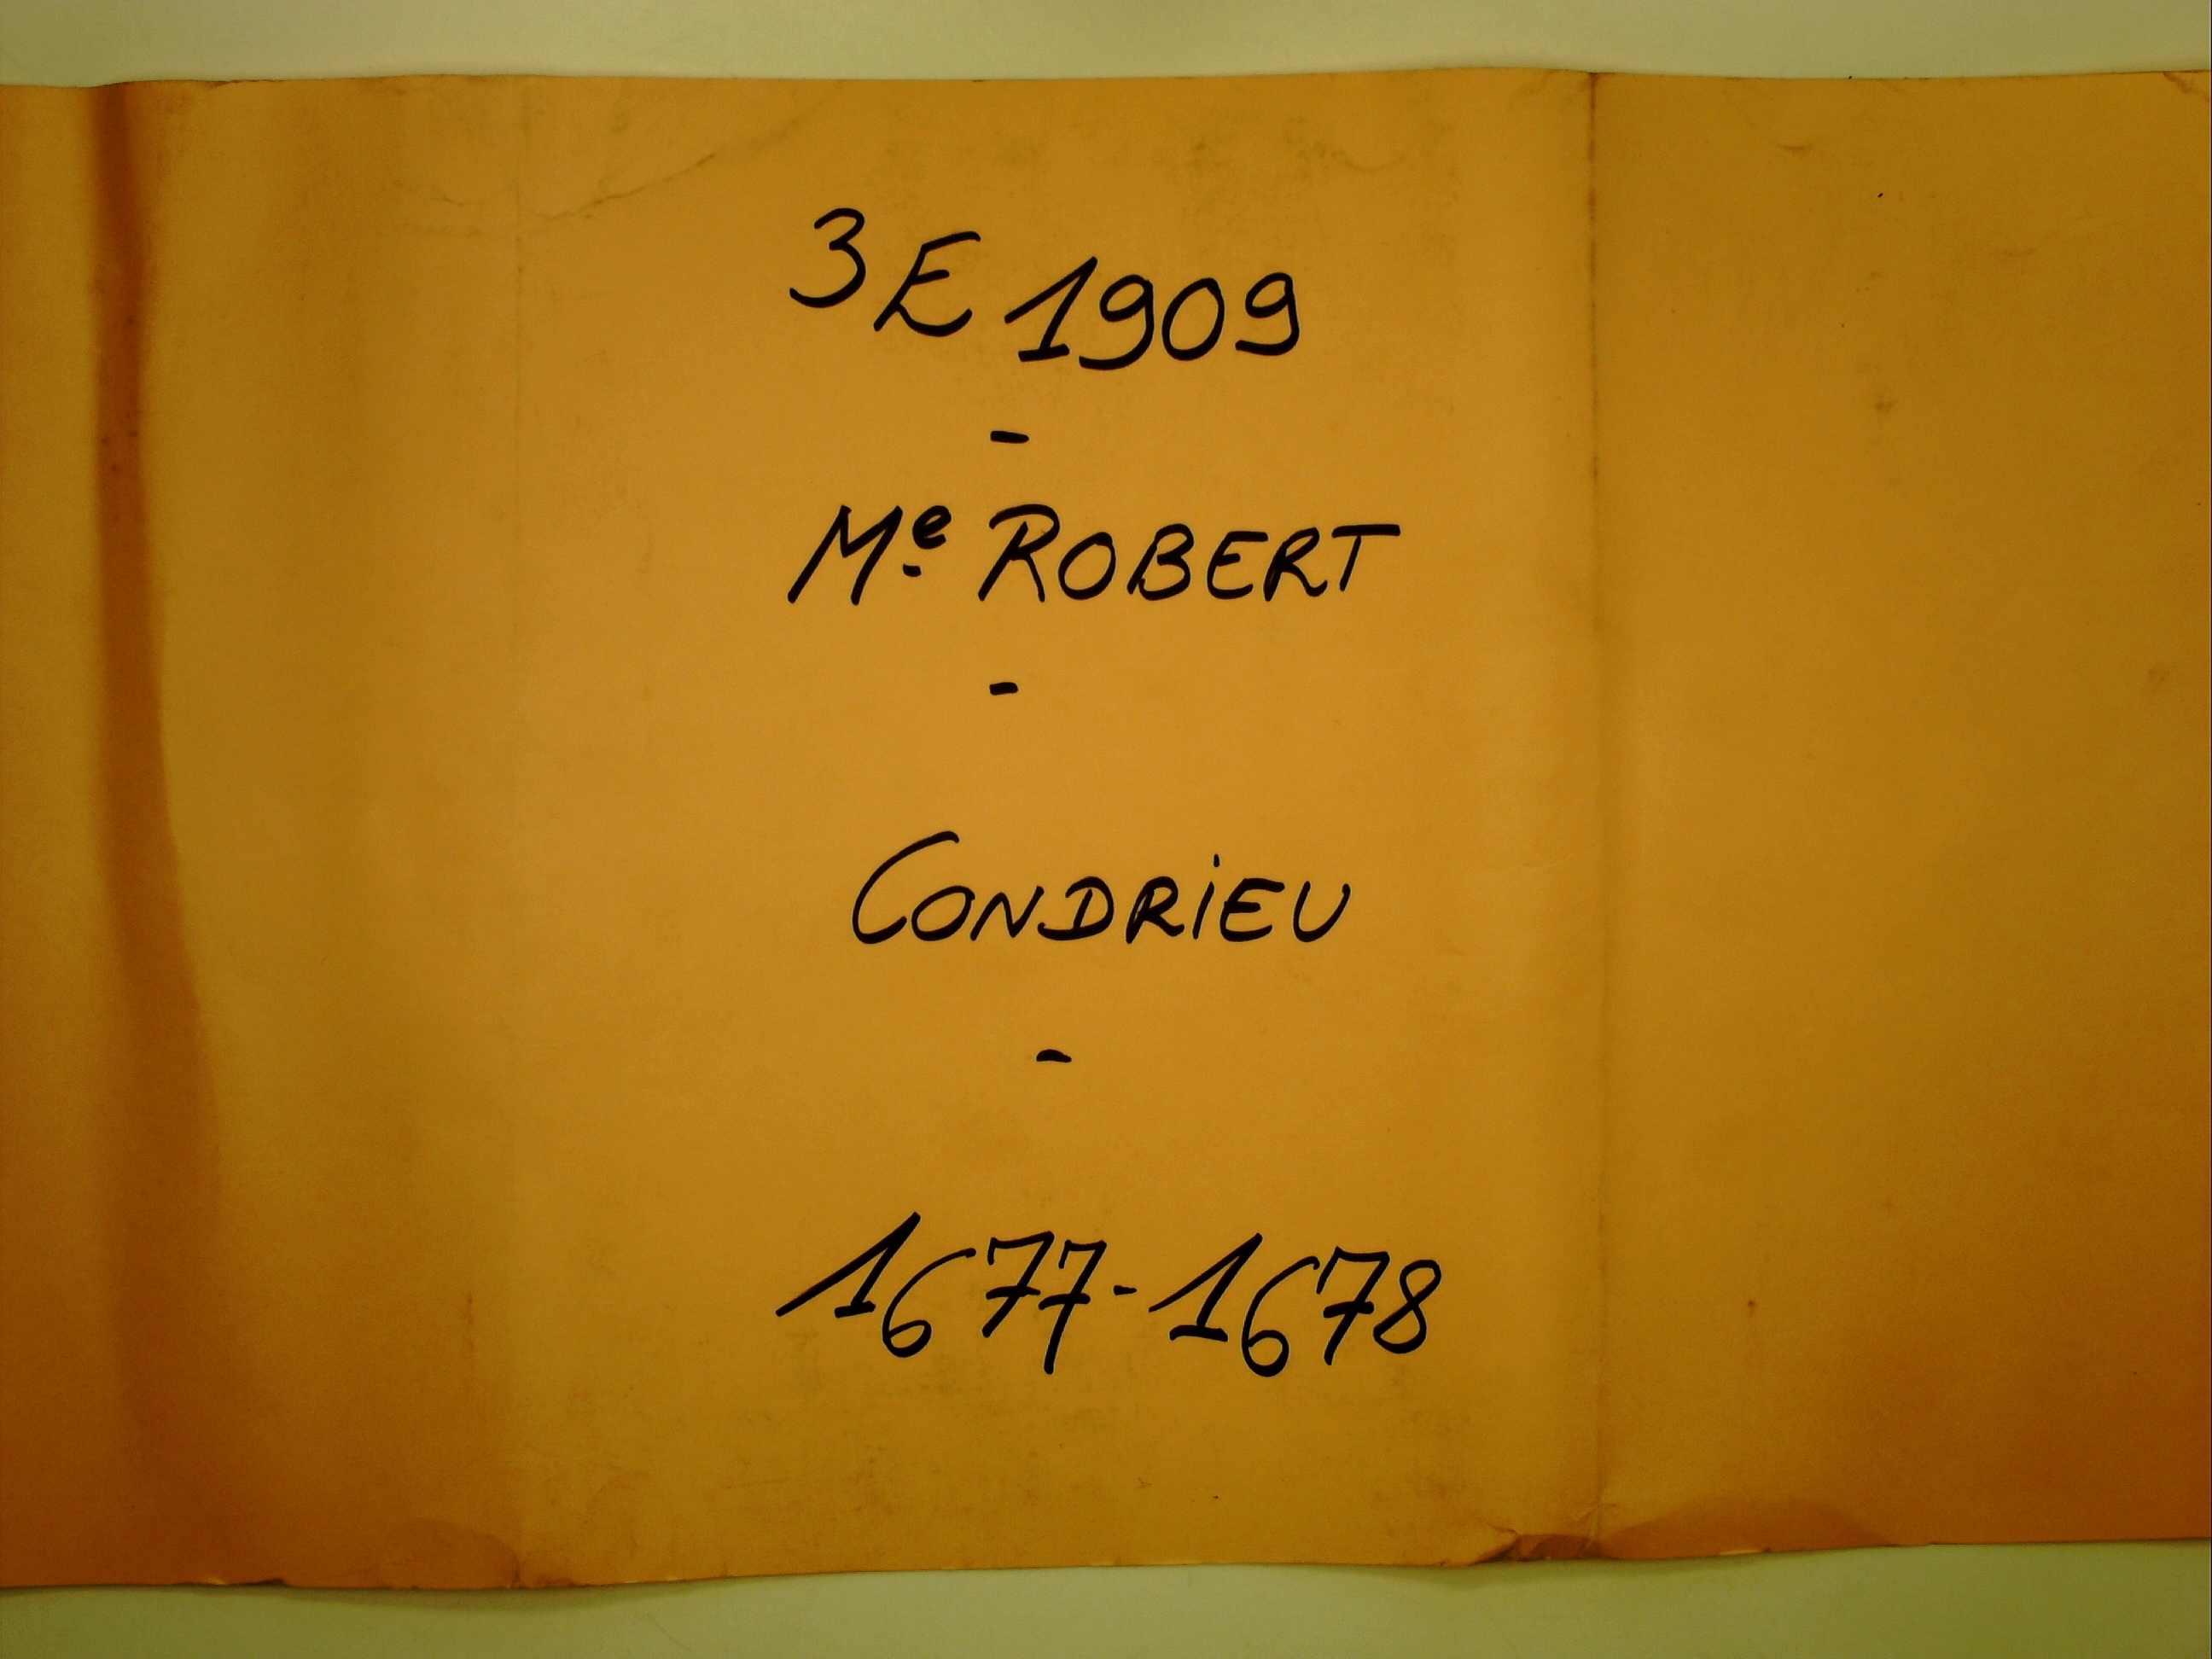 3E 1909
-
Me ROBERT
-
CONDRiEU
-
1677-1678